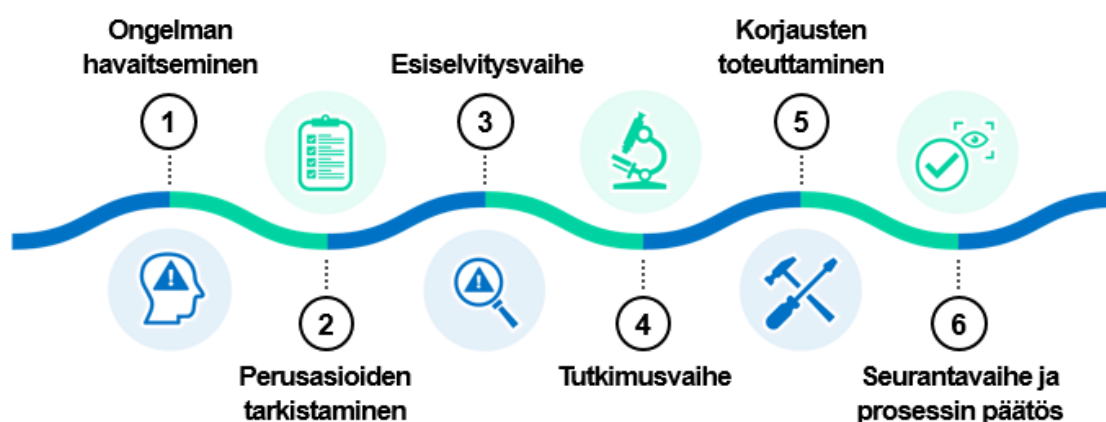 Ongelman
havaitseminen
1
2
Perusasioiden
tarkistaminen
Esiselvitysvaihe
3
4
Tutkimusvaihe
Korjausten
toteuttaminen
5
6
Seurantavaihe ja
prosessin päätös